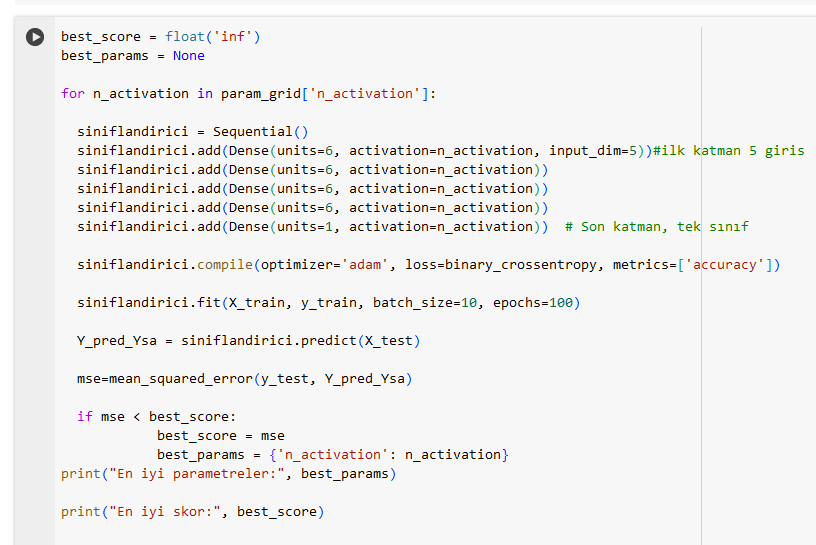 best_score = float('inf')
best_params = None
for n_activation in param_grid['n_activation']:
siniflandirici = Sequential()
siniflandirici.add(Dense(units=6, activation=n_activation, input_dim=5))#ilk katman 5 giris
siniflandirici.add(Dense(units=6, activation=n_activation))
siniflandirici.add(Dense(units=6, activation=n_activation))
siniflandirici.add(Dense(units=6, activation=n_activation))
siniflandirici.add(Dense(units=1, activation=n_activation))  # Son katman, tek sınıf
siniflandirici.compile(optimizer='adam', loss=binary_crossentropy, metrics=['accuracy'])
siniflandirici.fit(X_train, y_train, batch_size=10, epochs=100)
Y_pred_Ysa = siniflandirici.predict(X_test)
mse=mean_squared_error(y_test, Y_pred_Ysa)
if mse < best_score:
best_score = mse
best_params = {'n_activation': n_activation}
print("En iyi parametreler:", best_params)
print("En iyi skor:", best_score)